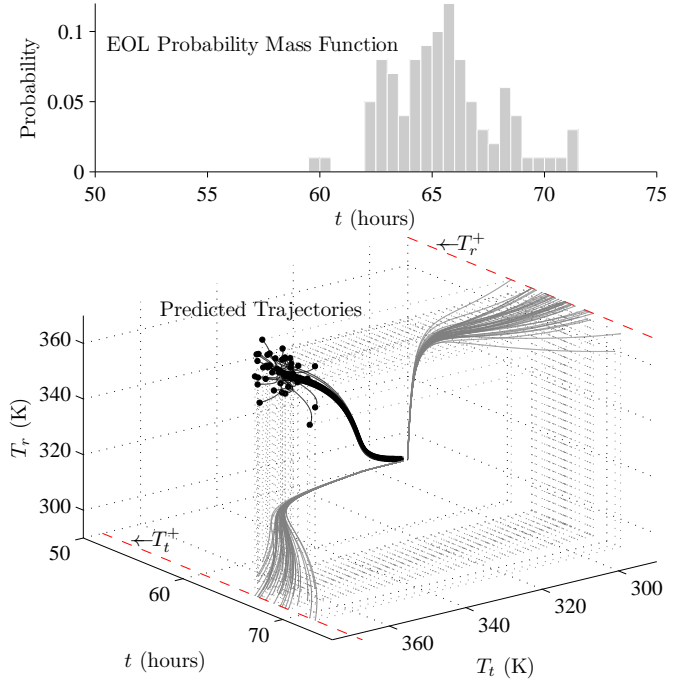 0.1
EOL Probability Mass Function
Probability
0.05
0
50 55 60 65 70 75
t (hours)
←T_r^+
Predicted Trajectories
360
340
T_r (K)
320
300
←T_t^+
50
60
70
t (hours)
300
320
340
360
T_t (K)